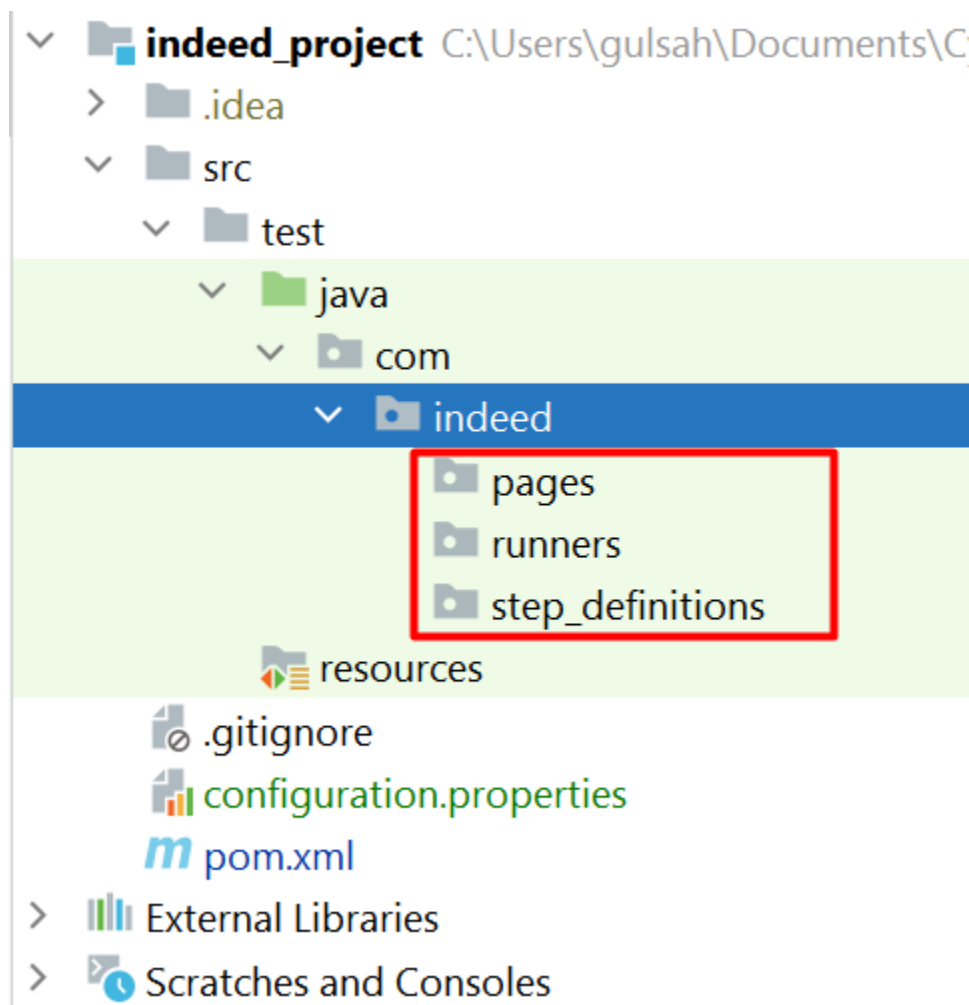 indeed_project C:\Users\gulsah\Documents\C
.idea
src
test
java
com
indeed
pages
runners
step_definitions
resources
.gitignore
configuration.properties
m pom.xml
External Libraries
Scratches and Consoles